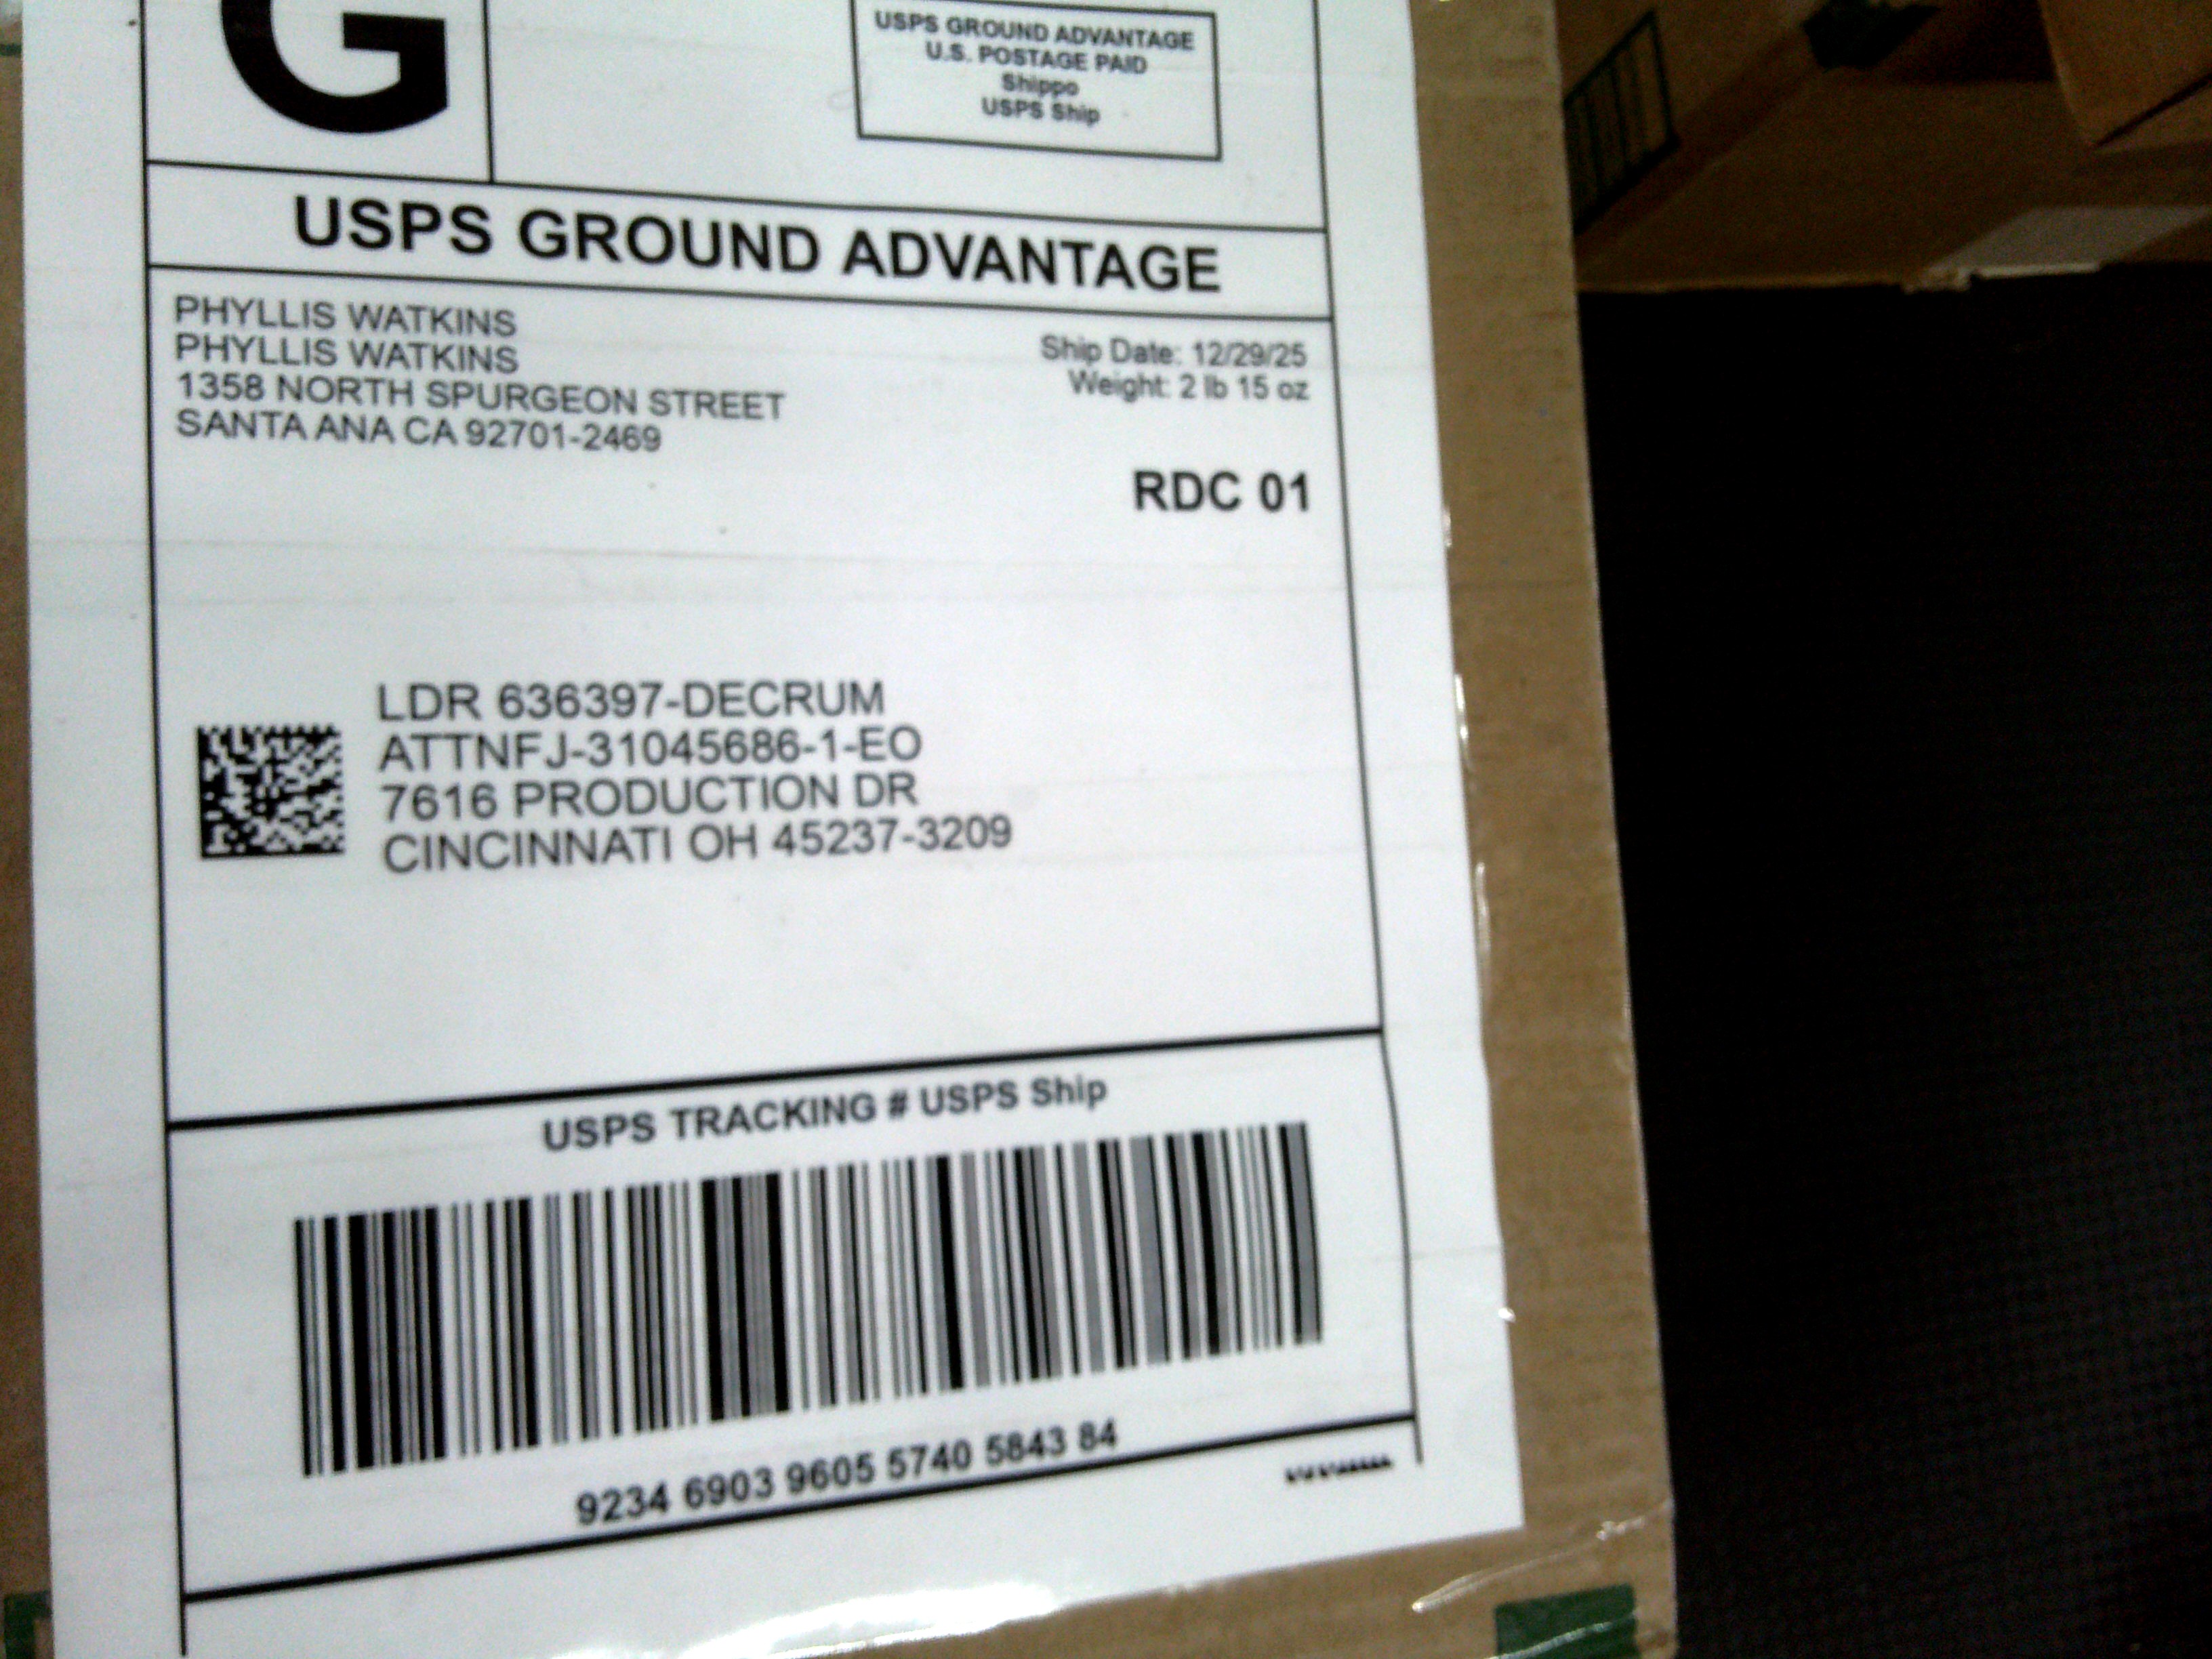 G
USPS GROUND ADVANTAGE
U.S. POSTAGE PAID
Shippo
USPS Ship
USPS GROUND ADVANTAGE
PHYLLIS WATKINS
PHYLLIS WATKINS
1358 NORTH SPURGEON STREET
SANTA ANA CA 92701-2469
Ship Date: 12/29/25
Weight: 2 lb 15 oz
RDC 01
LDR 636397-DECRUM
ATTNFJ-31045686-1-EO
7616 PRODUCTION DR
CINCINNATI OH 45237-3209
USPS TRACKING # USPS Ship
9234 6903 9605 5740 5843 84